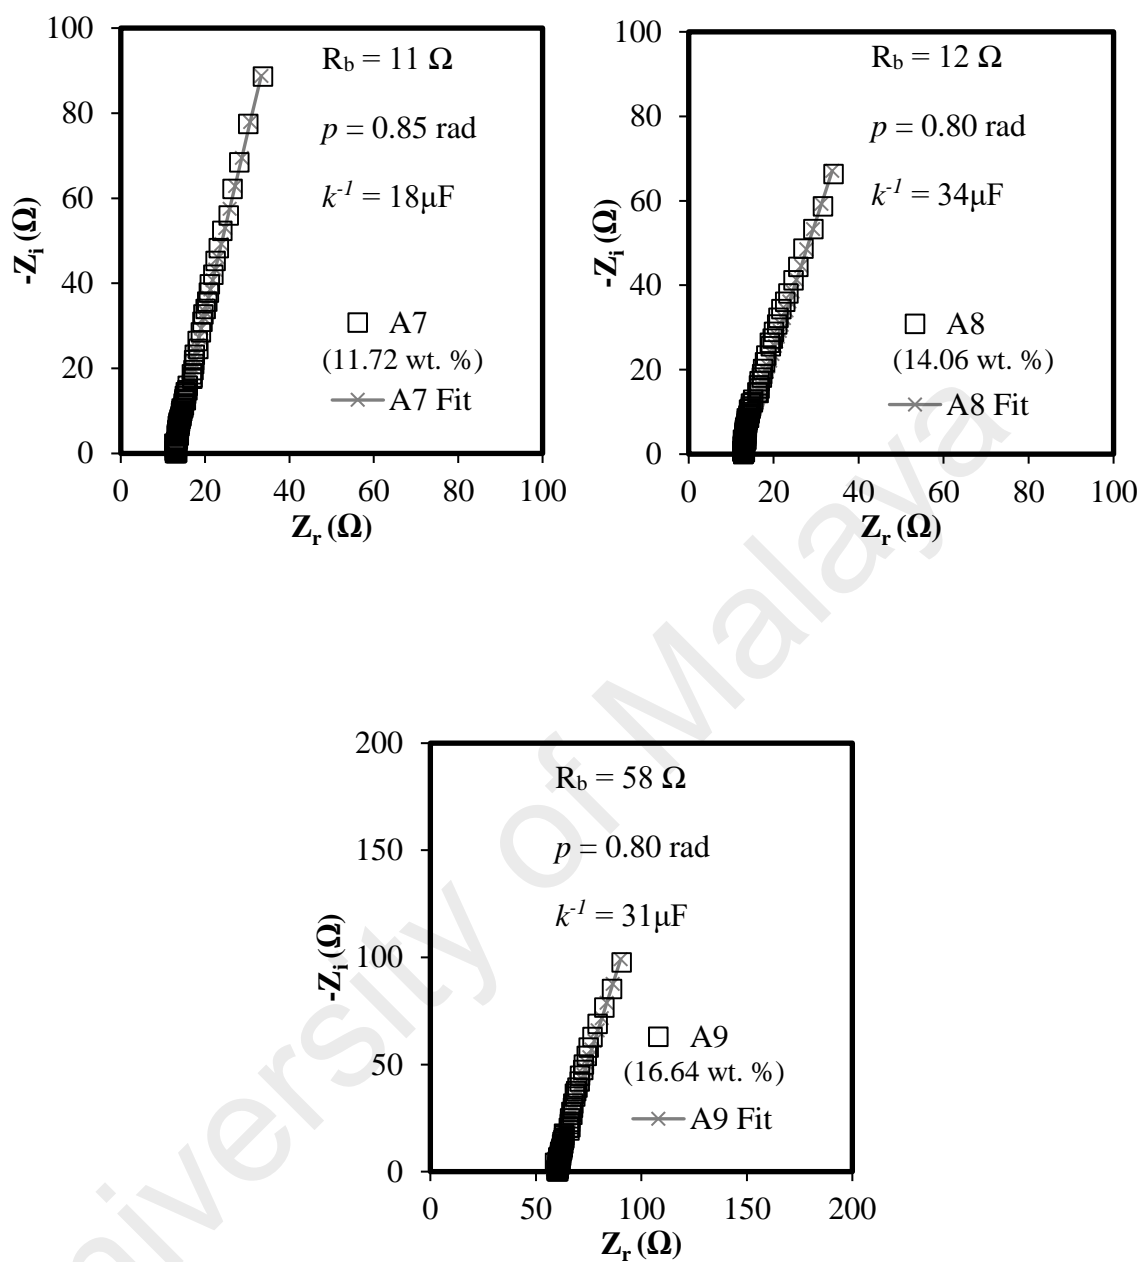 100
80
60
40
20
0
-Zᵢ (Ω)
R_b = 11 Ω
p = 0.85 rad
k⁻¹ = 18μF
A7
(11.72 wt. %)
A7 Fit
0 20 40 60 80 100
Zᵣ (Ω)
100
80
60
40
20
0
-Zᵢ (Ω)
R_b = 12 Ω
p = 0.80 rad
k⁻¹ = 34μF
A8
(14.06 wt. %)
A8 Fit
0 20 40 60 80 100
Zᵣ (Ω)
200
150
100
50
0
-Zᵢ (Ω)
R_b = 58 Ω
p = 0.80 rad
k⁻¹ = 31μF
A9
(16.64 wt. %)
A9 Fit
0 50 100 150 200
Zᵣ (Ω)
University of Malaya